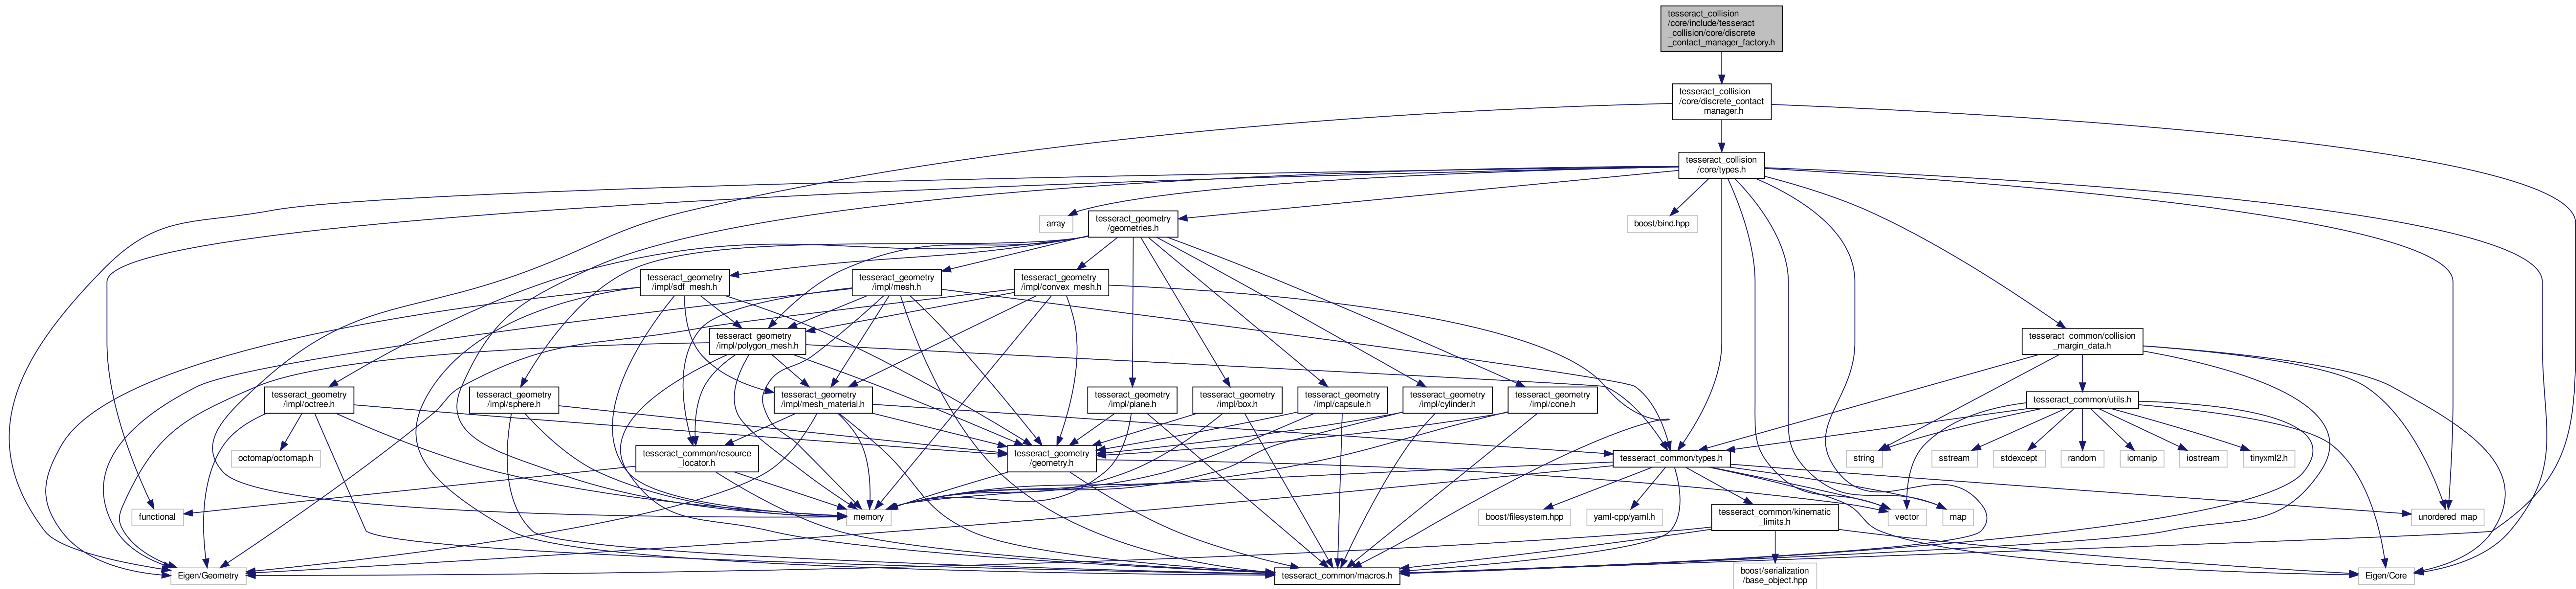 tesseract_collision
/core/include/tesseract
_collision/core/discrete
_contact_manager_factory.h
tesseract_collision
/core/discrete_contact
_manager.h
tesseract_collision
/core/types.h
array
tesseract_geometry
/geometries.h
boost/bind.hpp
tesseract_geometry
/impl/sdf_mesh.h
tesseract_geometry
/impl/mesh.h
tesseract_geometry
/impl/convex_mesh.h
tesseract_geometry
/impl/polygon_mesh.h
tesseract_common/collision
_margin_data.h
tesseract_geometry
/impl/octree.h
tesseract_geometry
/impl/sphere.h
tesseract_geometry
/impl/mesh_material.h
tesseract_geometry
/impl/plane.h
tesseract_geometry
/impl/box.h
tesseract_geometry
/impl/capsule.h
tesseract_geometry
/impl/cylinder.h
tesseract_geometry
/impl/cone.h
tesseract_common/utils.h
octomap/octomap.h
tesseract_common/resource
_locator.h
tesseract_geometry
/geometry.h
tesseract_common/types.h
string
sstream
stdexcept
random
iomanip
iostream
tinyxml2.h
functional
memory
boost/filesystem.hpp
yaml-cpp/yaml.h
tesseract_common/kinematic
_limits.h
vector
map
unordered_map
Eigen/Geometry
tesseract_common/macros.h
boost/serialization
/base_object.hpp
Eigen/Core